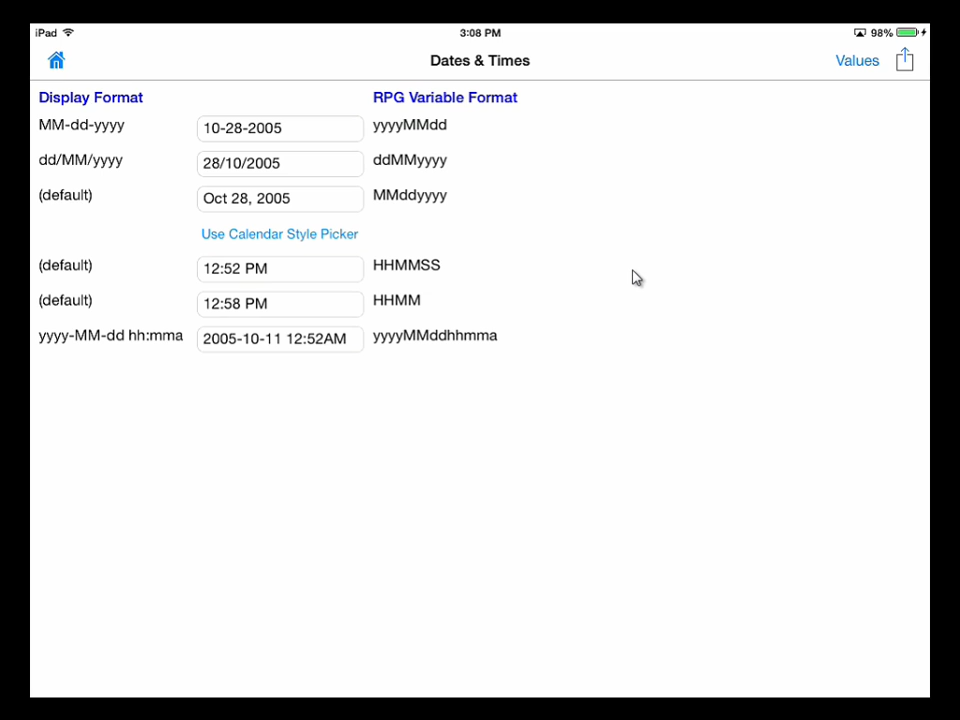 iPad 3:08 PM 98%
Dates & Times Values
Display Format RPG Variable Format
MM-dd-yyyy 10-28-2005 yyyyMMdd
dd/MM/yyyy 28/10/2005 ddMMyyyy
(default) Oct 28, 2005 MMddyyyy
Use Calendar Style Picker
(default) 12:52 PM HHMMSS
(default) 12:58 PM HHMM
yyyy-MM-dd hh:mma 2005-10-11 12:52AM yyyyMMddhhmma